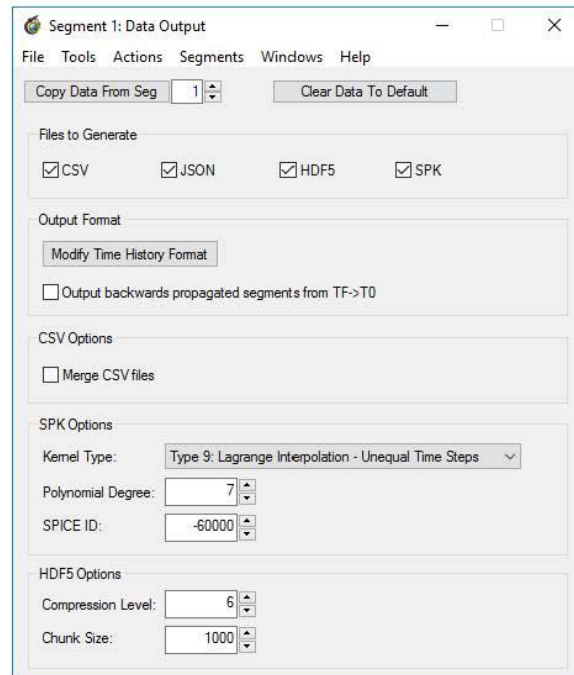 Segment 1: Data Output
File Tools Actions Segments Windows Help
Copy Data From Seg 1 Clear Data To Default
Files to Generate
CSV JSON HDF5 SPK
Output Format
Modify Time History Format
Output backwards propagated segments from TF->T0
CSV Options
Merge CSV files
SPK Options
Kernel Type: Type 9: Lagrange Interpolation - Unequal Time Steps
Polynomial Degree: 7
SPICE ID: -60000
HDF5 Options
Compression Level: 6
Chunk Size: 1000